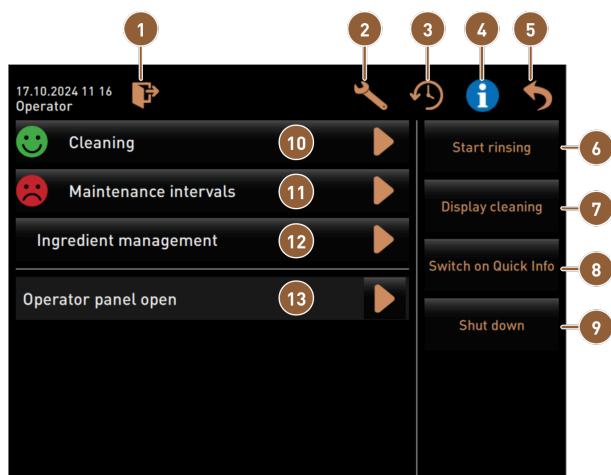 1 2 3 4 5
17.10.2024 11 16
Operator
i
Cleaning 10
Start rinsing 6
Maintenance intervals 11
Display cleaning 7
Ingredient management 12
Switch on Quick Info 8
Operator panel open 13
Shut down 9